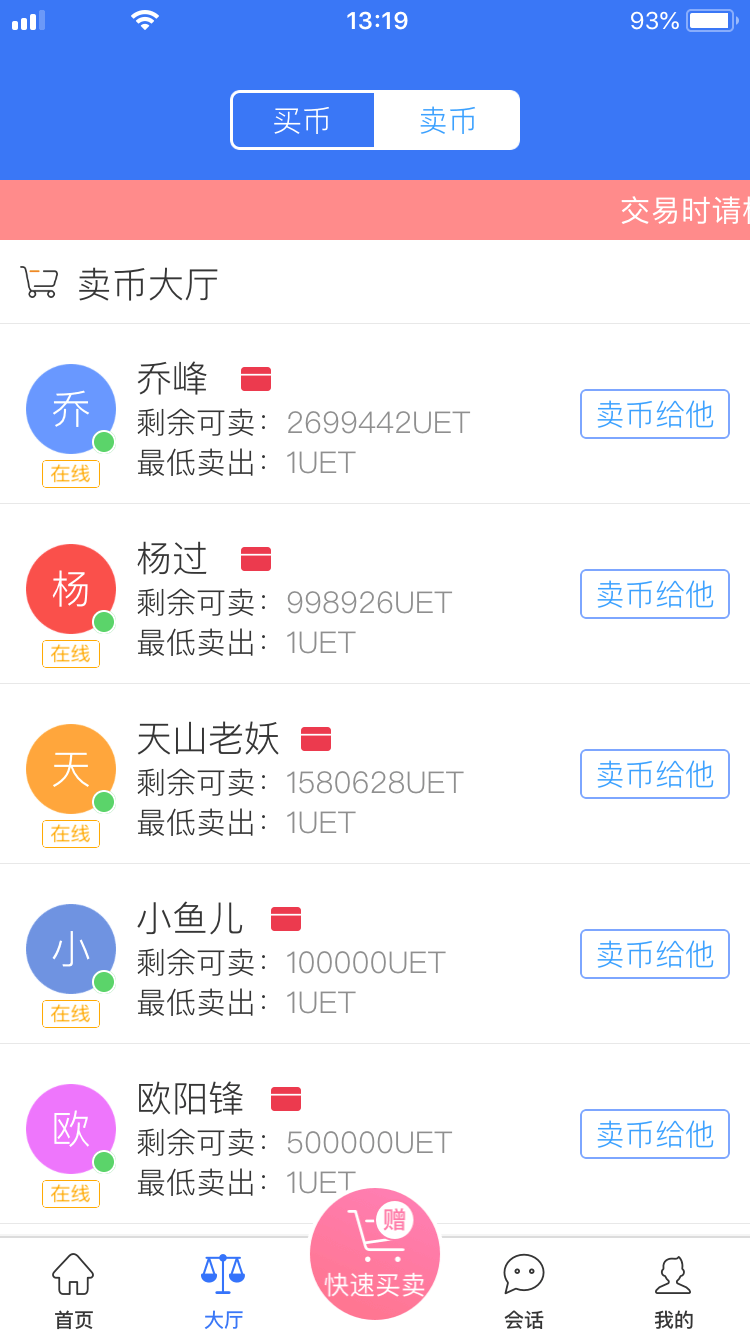 13:19
93%
买币
卖币
交易时请
卖币大厅
乔
乔峰
剩余可卖： 2699442UET
最低卖出： 1UET
卖币给他
在线
杨
杨过
剩余可卖： 998926UET
最低卖出： 1UET
卖币给他
在线
天
天山老妖
剩余可卖： 1580628UET
最低卖出： 1UET
卖币给他
在线
小
小鱼儿
剩余可卖： 100000UET
最低卖出： 1UET
卖币给他
在线
欧
欧阳锋
剩余可卖： 500000UET
最低卖出： 1UET
卖币给他
在线
赠
快速买卖
首页
大厅
会话
我的